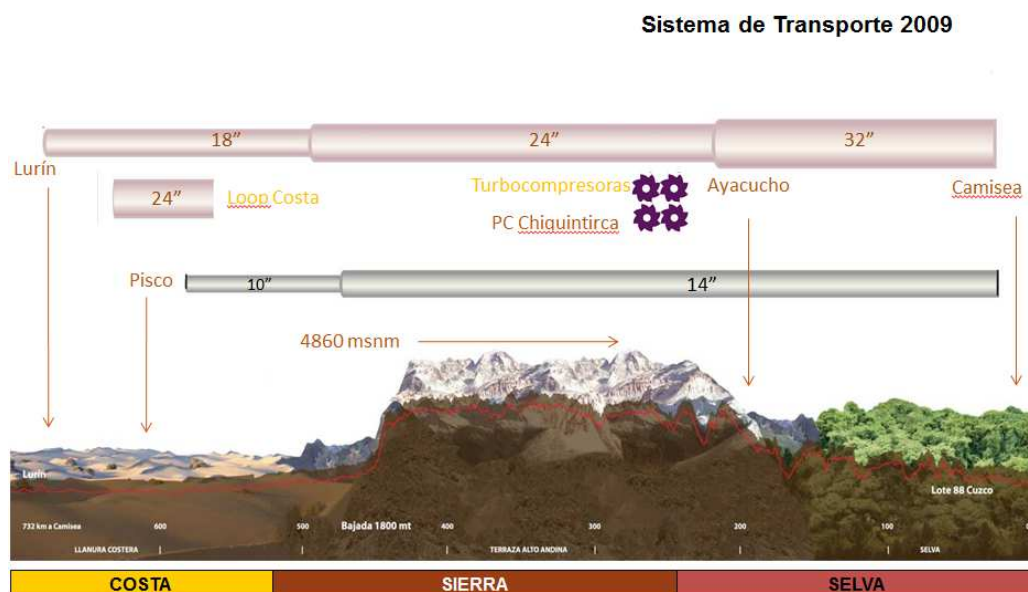 Sistema de Transporte 2009
18”
24”
32”
Lurín
24”
Loop Costa
Turbocompresoras
PC Chiquintirca
Ayacucho
Camisea
Pisco
10”
14”
4860 msnm
Lurín
Lote 88 Cuzco
732 km a Camisea
600
500
Bajada 1800 mt
400
300
200
100
LLANURA COSTERA
TERRAZA ALTO ANDINA
SELVA
COSTA
SIERRA
SELVA